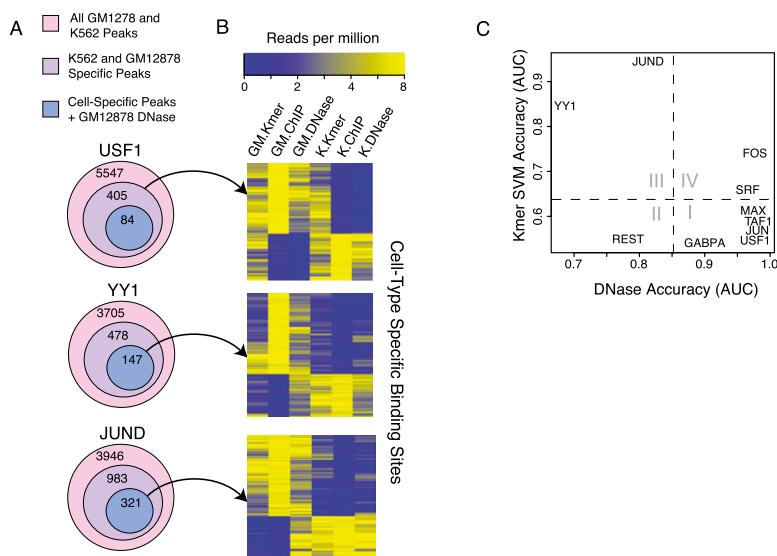 A
All GM1278 and
K562 Peaks
K562 and GM12878
Specific Peaks
Cell-Specific Peaks
+ GM12878 DNase
USF1
5547
405
84
YY1
3705
478
147
JUND
3946
983
321
B
Reads per million
0 2 4 6 8
GM.Kmer
GM.ChIP
GM.DNase
K.Kmer
K.ChIP
K.DNase
Cell-Type Specific Binding Sites
C
Kmer SVM Accuracy (AUC)
0.9
0.8
0.7
0.6
JUND
YY1
FOS
SRF
III IV
II I
MAX
TAF1
JUN
USF1
REST
GABPA
0.7 0.8 0.9 1.0
DNase Accuracy (AUC)